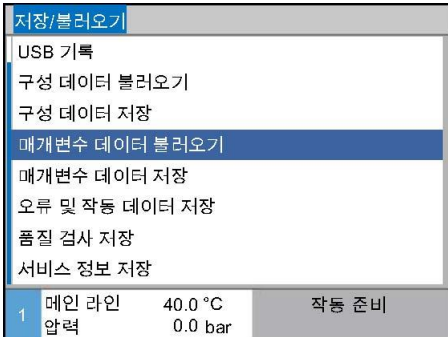 저장/불러오기
USB 기록
구성 데이터 불러오기
구성 데이터 저장
매개변수 데이터 불러오기
매개변수 데이터 저장
오류 및 작동 데이터 저장
품질 검사 저장
서비스 정보 저장
1 메인 라인 40.0 °C 작동 준비
압력 0.0 bar